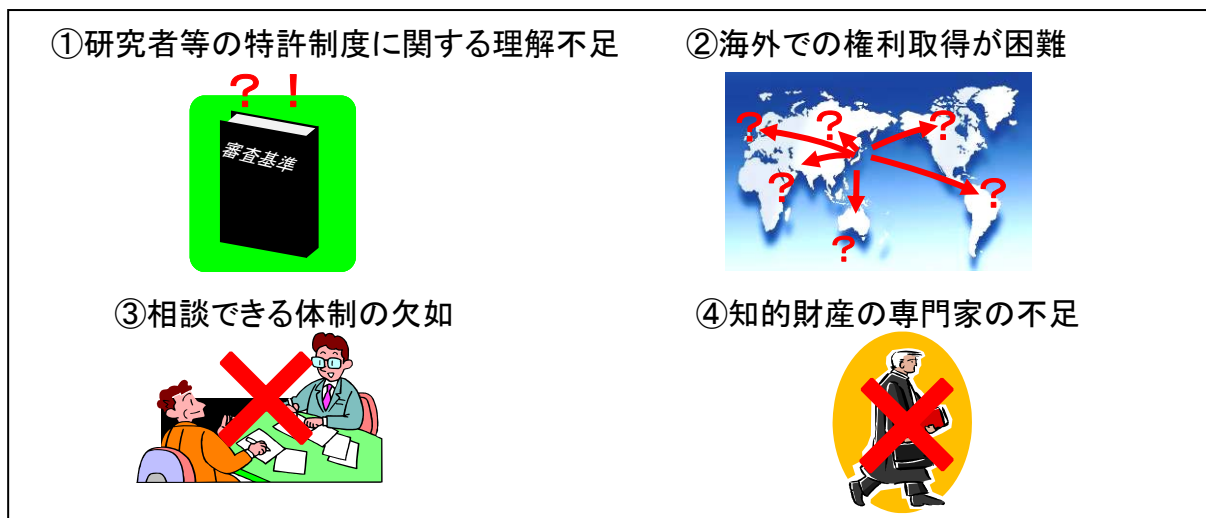 ①研究者等の特許制度に関する理解不足
②海外での権利取得が困難
? !
審査基準
? ? ?
? ?
?
③相談できる体制の欠如
④知的財産の専門家の不足